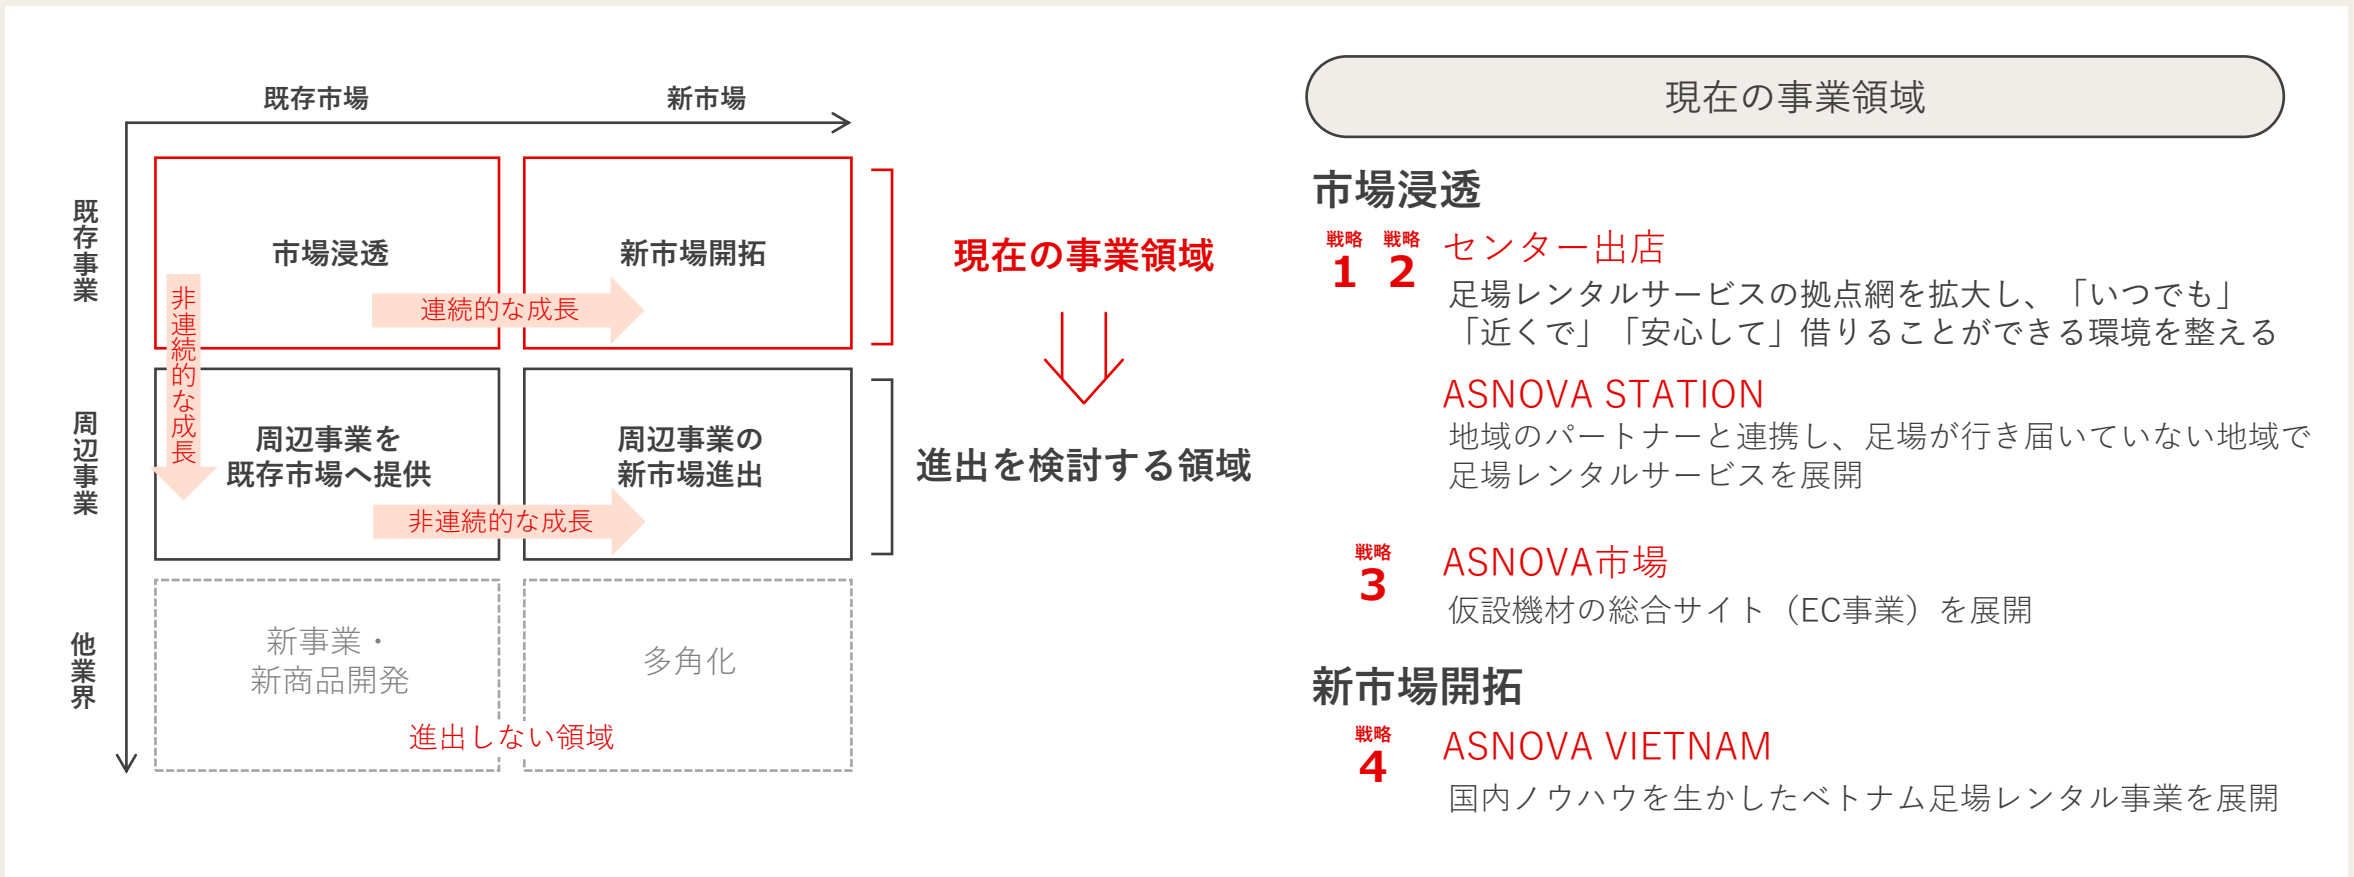 既存市場
新市場
既存事業
周辺事業
他業界
市場浸透
新市場開拓
連続的な成長
非連続的な成長
周辺事業を
既存市場へ提供
周辺事業の
新市場進出
非連続的な成長
新事業・
新商品開発
多角化
進出しない領域
現在の事業領域
進出を検討する領域
現在の事業領域
市場浸透
戦略
1
戦略
2
センター出店
足場レンタルサービスの拠点網を拡大し、「いつでも」
「近くで」「安心して」借りることができる環境を整える
ASNOVA STATION
地域のパートナーと連携し、足場が行き届いていない地域で
足場レンタルサービスを展開
戦略
3
ASNOVA市場
仮設機材の総合サイト（EC事業）を展開
新市場開拓
戦略
4
ASNOVA VIETNAM
国内ノウハウを生かしたベトナム足場レンタル事業を展開